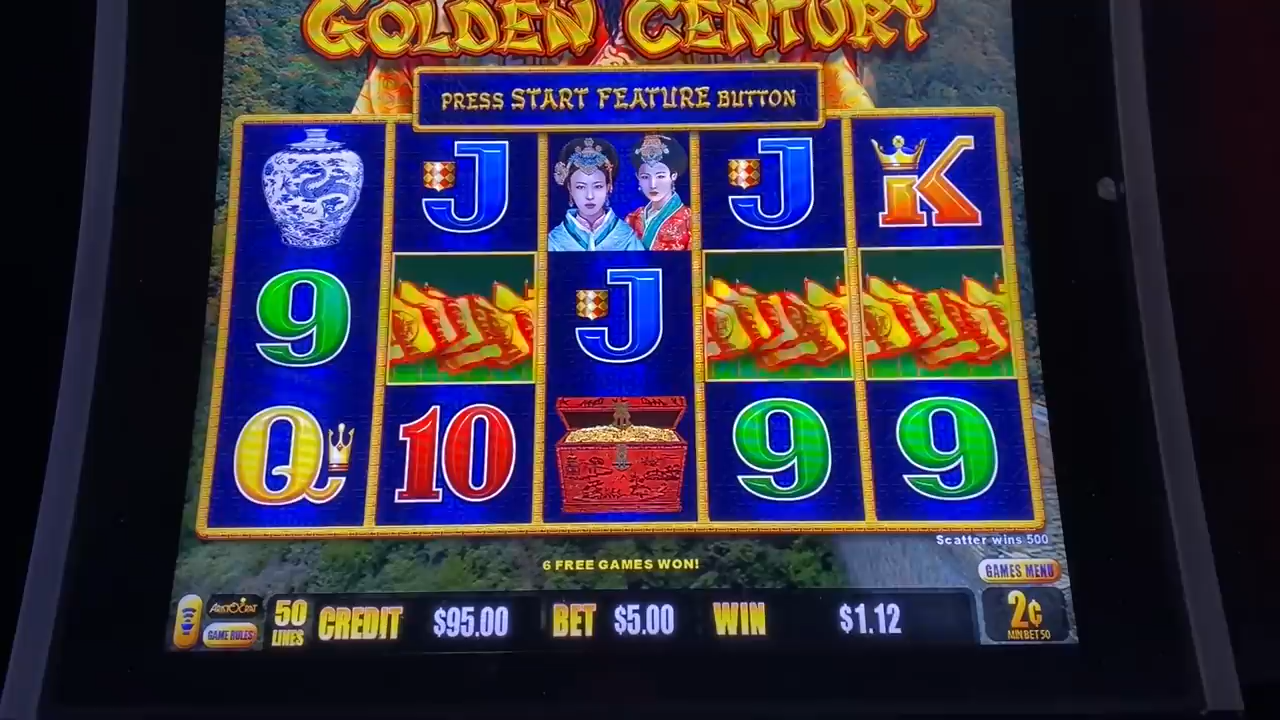 GOLDEN CENTURY
PRESS START FEATURE BUTTON
J J K
9 J
Q 10 9 9
Scatter wins 500
6 FREE GAMES WON!
GAMES MENU
ARISTOCRAT
GAME RULES
50 LINES CREDIT $95.00 BET $5.00 WIN $1.12
2¢
MIN BET 50